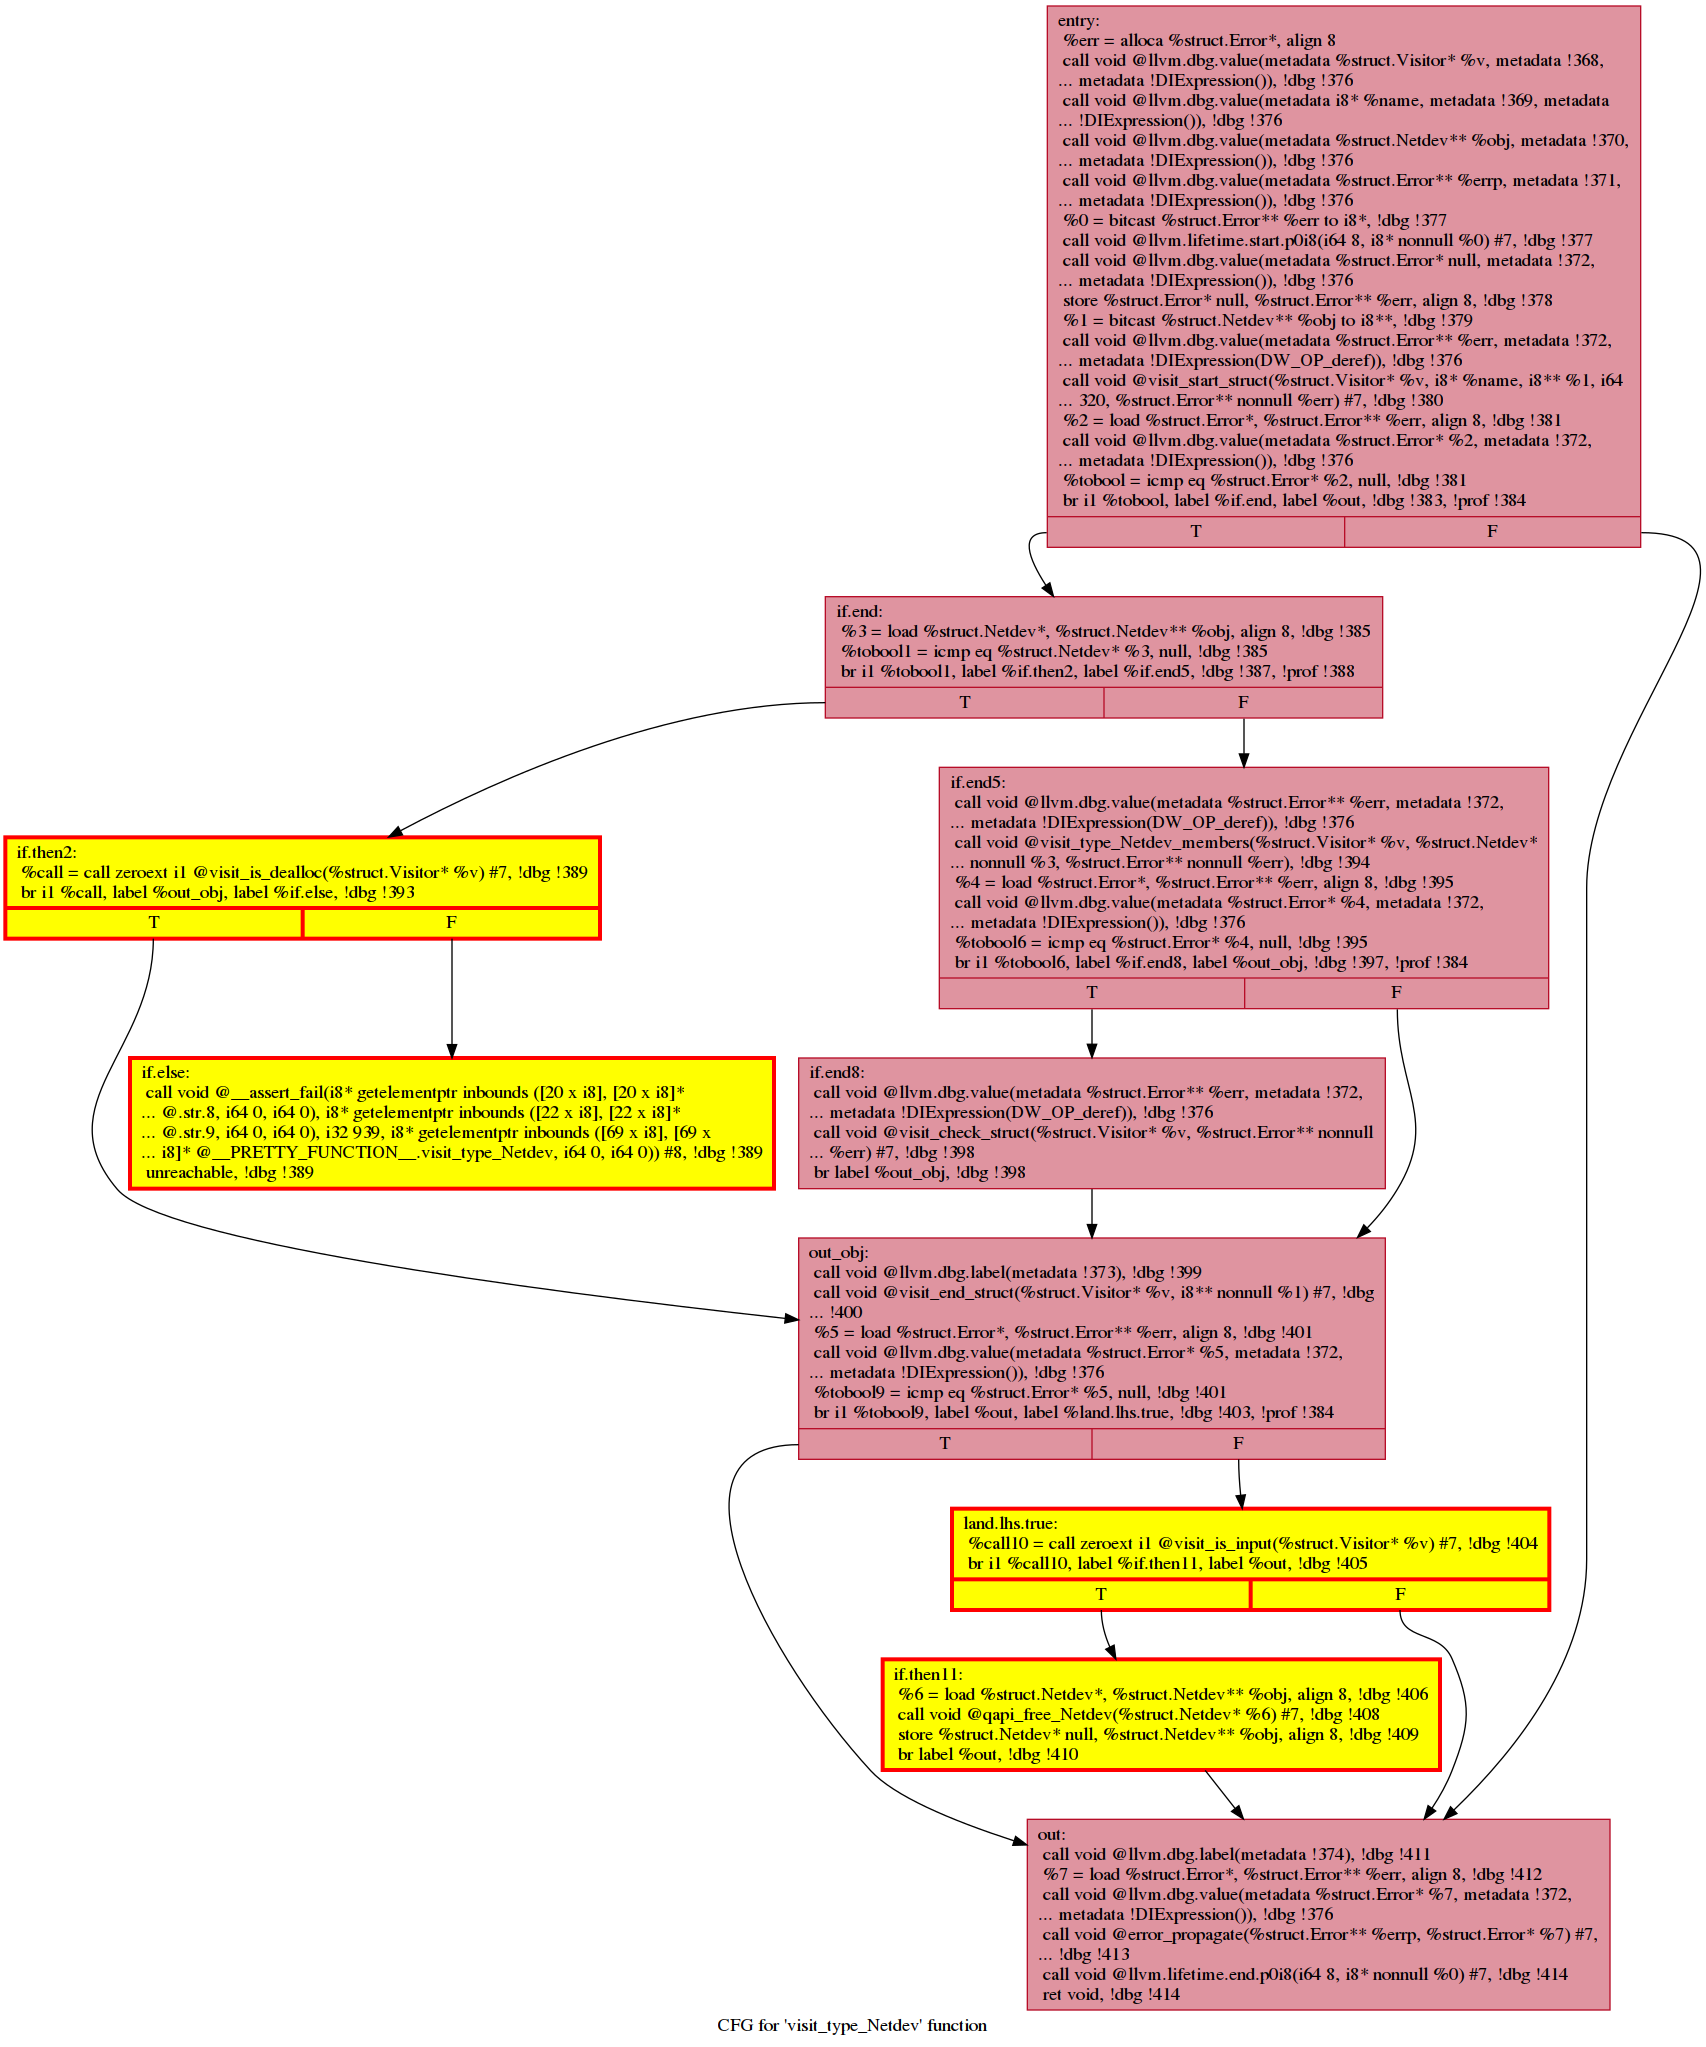 entry:
%err = alloca %struct.Error*, align 8
call void @llvm.dbg.value(metadata %struct.Visitor* %v, metadata !368,
... metadata !DIExpression()), !dbg !376
call void @llvm.dbg.value(metadata i8* %name, metadata !369, metadata
... !DIExpression()), !dbg !376
call void @llvm.dbg.value(metadata %struct.Netdev** %obj, metadata !370,
... metadata !DIExpression()), !dbg !376
call void @llvm.dbg.value(metadata %struct.Error** %errp, metadata !371,
... metadata !DIExpression()), !dbg !376
%0 = bitcast %struct.Error** %err to i8*, !dbg !377
call void @llvm.lifetime.start.p0i8(i64 8, i8* nonnull %0) #7, !dbg !377
call void @llvm.dbg.value(metadata %struct.Error* null, metadata !372,
... metadata !DIExpression()), !dbg !376
store %struct.Error* null, %struct.Error** %err, align 8, !dbg !378
%1 = bitcast %struct.Netdev** %obj to i8**, !dbg !379
call void @llvm.dbg.value(metadata %struct.Error** %err, metadata !372,
... metadata !DIExpression(DW_OP_deref)), !dbg !376
call void @visit_start_struct(%struct.Visitor* %v, i8* %name, i8** %1, i64
... 320, %struct.Error** nonnull %err) #7, !dbg !380
%2 = load %struct.Error*, %struct.Error** %err, align 8, !dbg !381
call void @llvm.dbg.value(metadata %struct.Error* %2, metadata !372,
... metadata !DIExpression()), !dbg !376
%tobool = icmp eq %struct.Error* %2, null, !dbg !381
br i1 %tobool, label %if.end, label %out, !dbg !383, !prof !384
T F
if.end:
%3 = load %struct.Netdev*, %struct.Netdev** %obj, align 8, !dbg !385
%tobool1 = icmp eq %struct.Netdev* %3, null, !dbg !385
br i1 %tobool1, label %if.then2, label %if.end5, !dbg !387, !prof !388
T F
if.end5:
call void @llvm.dbg.value(metadata %struct.Error** %err, metadata !372,
... metadata !DIExpression(DW_OP_deref)), !dbg !376
call void @visit_type_Netdev_members(%struct.Visitor* %v, %struct.Netdev*
... nonnull %3, %struct.Error** nonnull %err), !dbg !394
%4 = load %struct.Error*, %struct.Error** %err, align 8, !dbg !395
call void @llvm.dbg.value(metadata %struct.Error* %4, metadata !372,
... metadata !DIExpression()), !dbg !376
%tobool6 = icmp eq %struct.Error* %4, null, !dbg !395
br i1 %tobool6, label %if.end8, label %out_obj, !dbg !397, !prof !384
T F
if.then2:
%call = call zeroext i1 @visit_is_dealloc(%struct.Visitor* %v) #7, !dbg !389
br i1 %call, label %out_obj, label %if.else, !dbg !393
T F
if.else:
call void @__assert_fail(i8* getelementptr inbounds ([20 x i8], [20 x i8]*
... @.str.8, i64 0, i64 0), i8* getelementptr inbounds ([22 x i8], [22 x i8]*
... @.str.9, i64 0, i64 0), i32 939, i8* getelementptr inbounds ([69 x i8], [69 x
... i8]* @__PRETTY_FUNCTION__.visit_type_Netdev, i64 0, i64 0)) #8, !dbg !389
unreachable, !dbg !389
if.end8:
call void @llvm.dbg.value(metadata %struct.Error** %err, metadata !372,
... metadata !DIExpression(DW_OP_deref)), !dbg !376
call void @visit_check_struct(%struct.Visitor* %v, %struct.Error** nonnull
... %err) #7, !dbg !398
br label %out_obj, !dbg !398
out_obj:
call void @llvm.dbg.label(metadata !373), !dbg !399
call void @visit_end_struct(%struct.Visitor* %v, i8** nonnull %1) #7, !dbg
... !400
%5 = load %struct.Error*, %struct.Error** %err, align 8, !dbg !401
call void @llvm.dbg.value(metadata %struct.Error* %5, metadata !372,
... metadata !DIExpression()), !dbg !376
%tobool9 = icmp eq %struct.Error* %5, null, !dbg !401
br i1 %tobool9, label %out, label %land.lhs.true, !dbg !403, !prof !384
T F
land.lhs.true:
%call10 = call zeroext i1 @visit_is_input(%struct.Visitor* %v) #7, !dbg !404
br i1 %call10, label %if.then11, label %out, !dbg !405
T F
if.then11:
%6 = load %struct.Netdev*, %struct.Netdev** %obj, align 8, !dbg !406
call void @qapi_free_Netdev(%struct.Netdev* %6) #7, !dbg !408
store %struct.Netdev* null, %struct.Netdev** %obj, align 8, !dbg !409
br label %out, !dbg !410
out:
call void @llvm.dbg.label(metadata !374), !dbg !411
%7 = load %struct.Error*, %struct.Error** %err, align 8, !dbg !412
call void @llvm.dbg.value(metadata %struct.Error* %7, metadata !372,
... metadata !DIExpression()), !dbg !376
call void @error_propagate(%struct.Error** %errp, %struct.Error* %7) #7,
... !dbg !413
call void @llvm.lifetime.end.p0i8(i64 8, i8* nonnull %0) #7, !dbg !414
ret void, !dbg !414
CFG for 'visit_type_Netdev' function